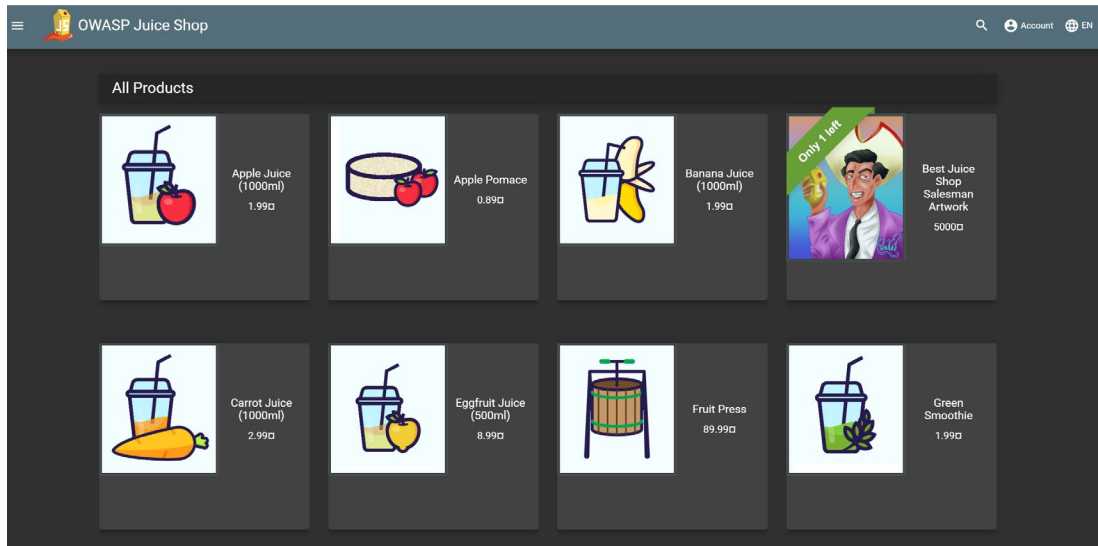 OWASP Juice Shop
Account
EN
All Products
Only 1 left
Apple Juice
(1000ml)
1.99¤
Apple Pomace
0.89¤
Banana Juice
(1000ml)
1.99¤
Best Juice
Shop
Salesman
Artwork
5000¤
Carrot Juice
(1000ml)
2.99¤
Eggfruit Juice
(500ml)
8.99¤
Fruit Press
89.99¤
Green
Smoothie
1.99¤